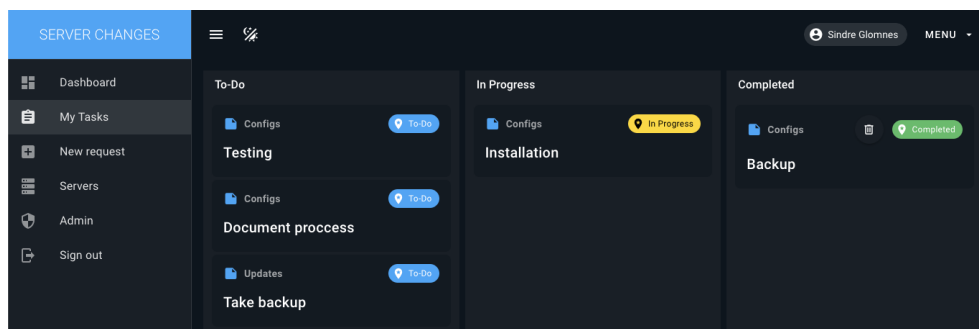 SERVER CHANGES
Sindre Glomnes
MENU
Dashboard
My Tasks
New request
Servers
Admin
Sign out
To-Do
Configs
To-Do
Testing
Configs
To-Do
Document proccess
Updates
To-Do
Take backup
In Progress
Configs
In Progress
Installation
Completed
Configs
Completed
Backup